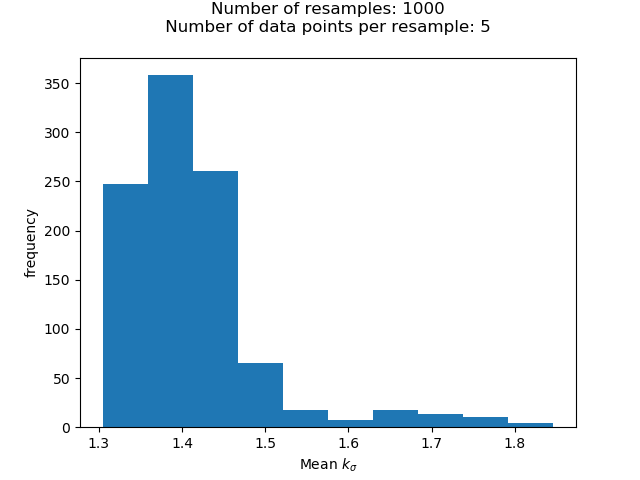 Number of resamples: 1000
Number of data points per resample: 5
350
300
250
200
150
100
50
0
frequency
1.3 1.4 1.5 1.6 1.7 1.8
Mean kσ